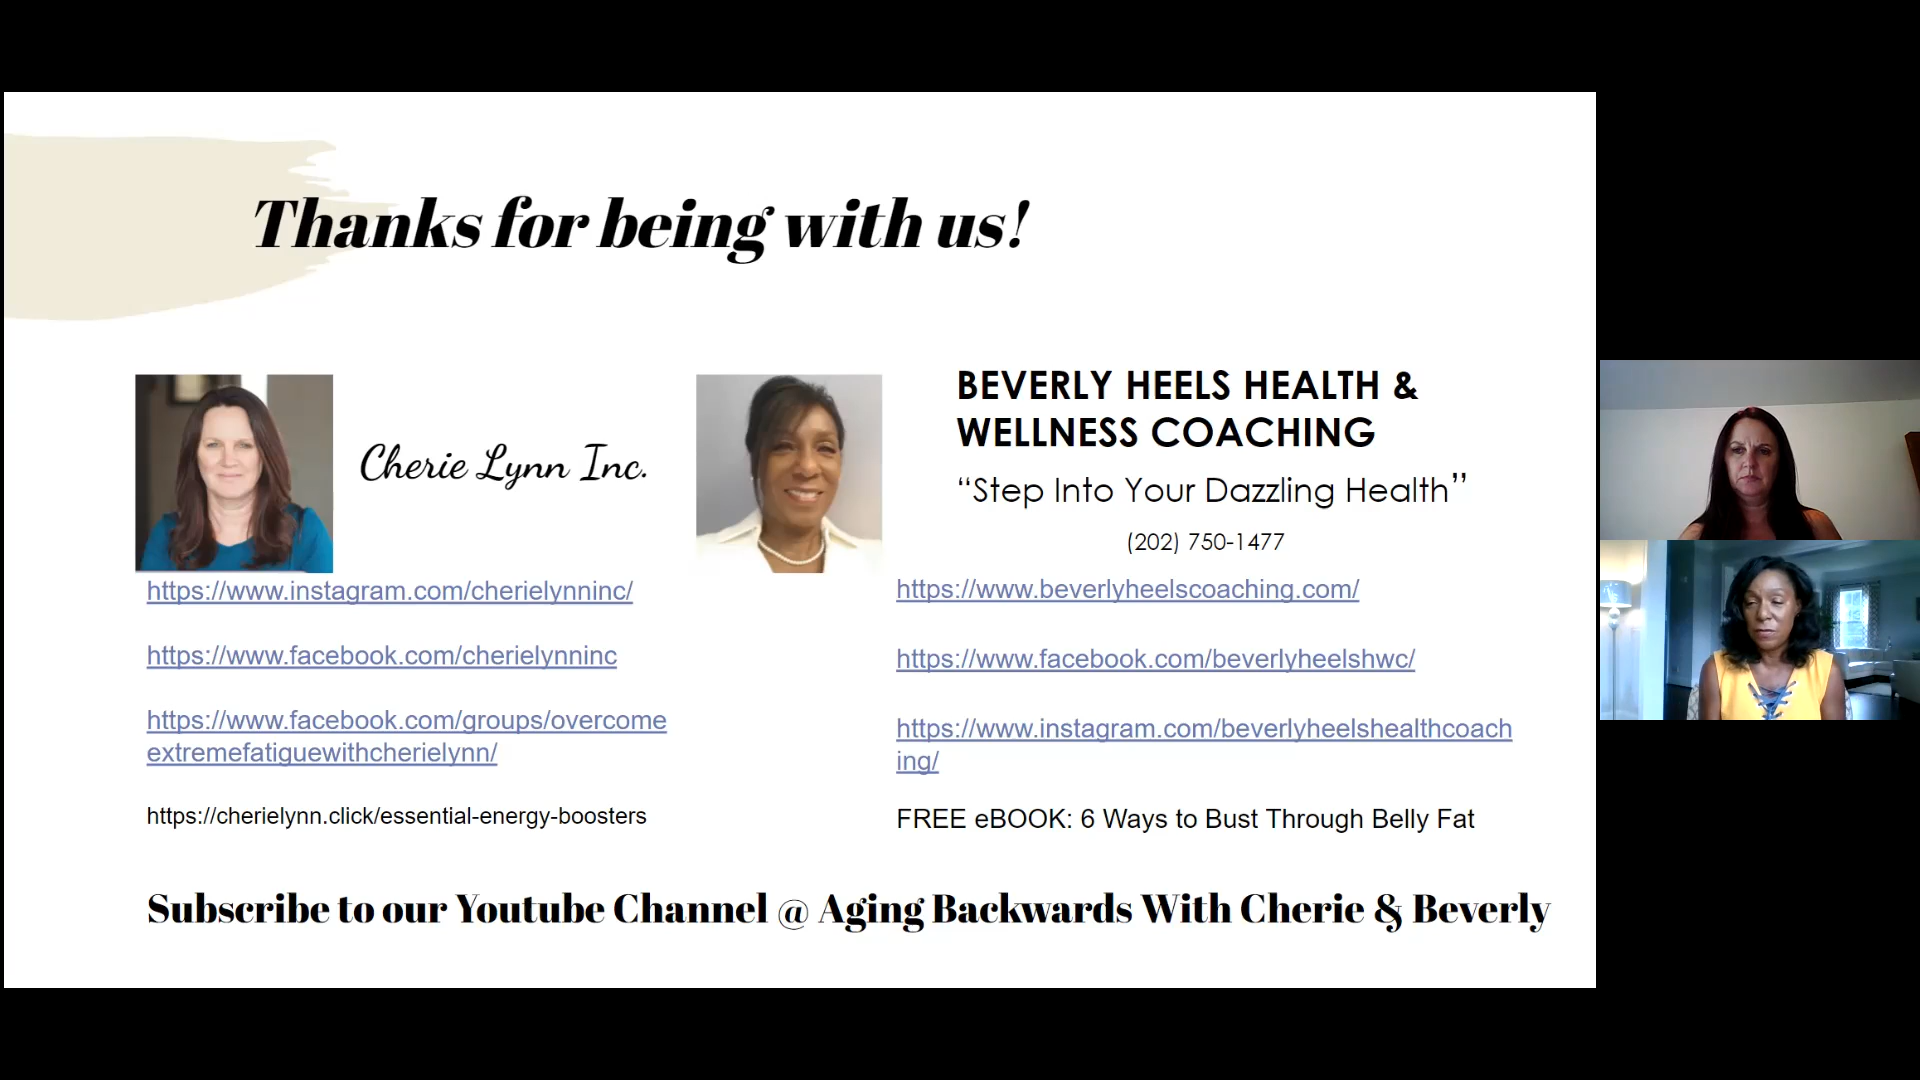 Thanks for being with us!
Cherie Lynn Inc.
https://www.instagram.com/cherielynninc/
https://www.facebook.com/cherielynninc
https://www.facebook.com/groups/overcome
extremefatiguewithcherielynn/
https://cherielynn.click/essential-energy-boosters
BEVERLY HEELS HEALTH &
WELLNESS COACHING
“Step Into Your Dazzling Health”
(202) 750-1477
https://www.beverlyheelscoaching.com/
https://www.facebook.com/beverlyheelshwc/
https://www.instagram.com/beverlyheelshealthcoach
ing/
FREE eBOOK: 6 Ways to Bust Through Belly Fat
Subscribe to our Youtube Channel @ Aging Backwards With Cherie & Beverly